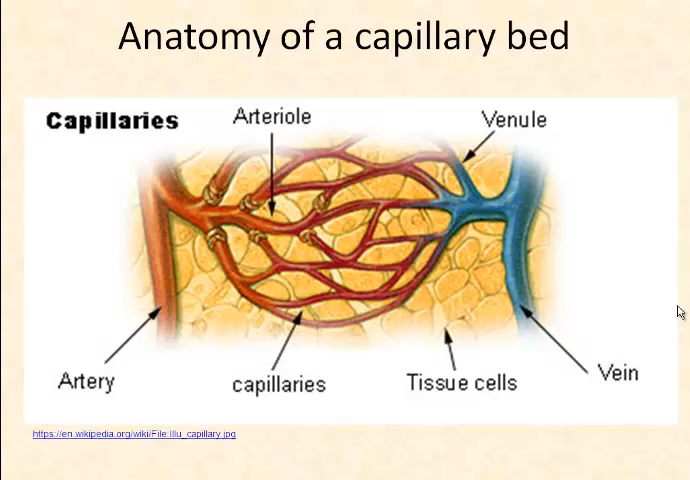 Anatomy of a capillary bed
Capillaries
Arteriole
Venule
Artery
capillaries
Tissue cells
Vein
https://en.wikipedia.org/wiki/File:Illu_capillary.jpg